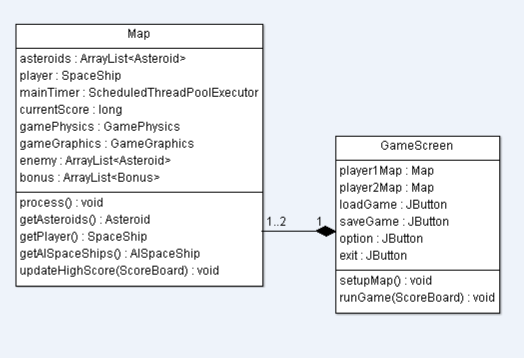 Map
asteroids : ArrayList<Asteroid>
player : SpaceShip
mainTimer : ScheduledThreadPoolExecutor
currentScore : long
gamePhysics : GamePhysics
gameGraphics : GameGraphics
enemy : ArrayList<Asteroid>
bonus : ArrayList<Bonus>
process() : void
getAsteroids() : Asteroid
getPlayer() : SpaceShip
getAISpaceShips() : AISpaceShip
updateHighScore(ScoreBoard) : void
1..2
1
GameScreen
player1Map : Map
player2Map : Map
loadGame : JButton
saveGame : JButton
option : JButton
exit : JButton
setupMap() : void
runGame(ScoreBoard) : void